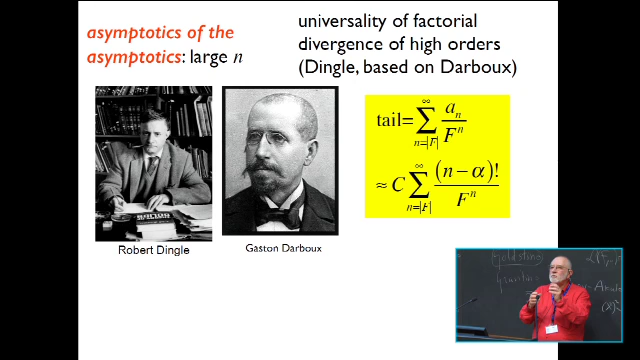 asymptotics of the
asymptotics: large n
universality of factorial
divergence of high orders
(Dingle, based on Darboux)
tail=∑_{n=|F|}^{∞} a_n / F^n
≈ C ∑_{n=|F|}^{∞} (n − α)! / F^n
Robert Dingle
Gaston Darboux
Goldstino